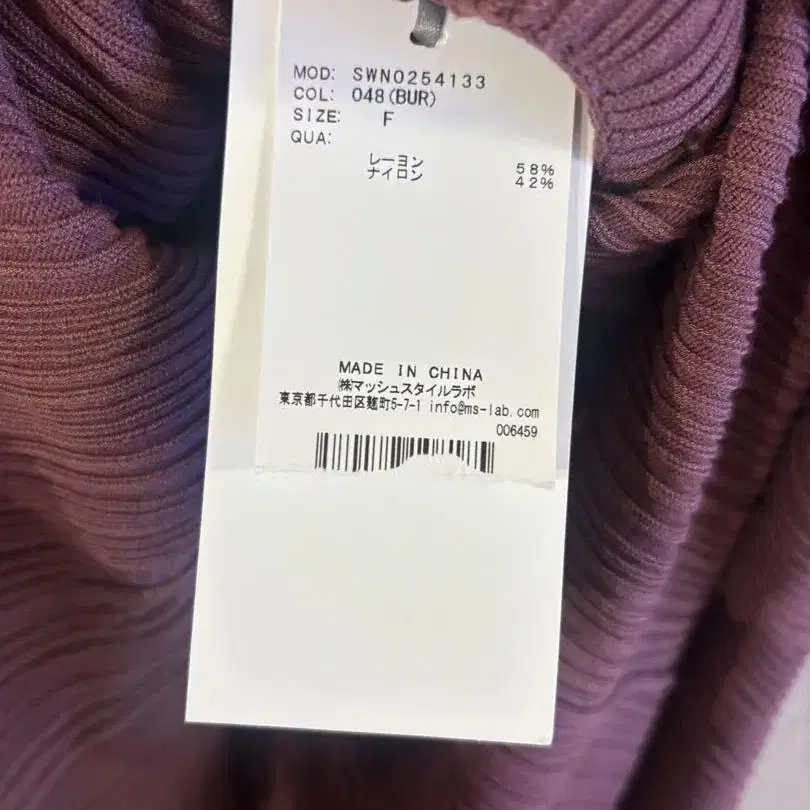 MOD: SWNO254133
COL: 048(BUR)
SIZE: F
QUA:
レーヨン 58%
ナイロン 42%
MADE IN CHINA
㈱マッシュスタイルラボ
東京都千代田区麹町5-7-1 info@ms-lab.com
006459